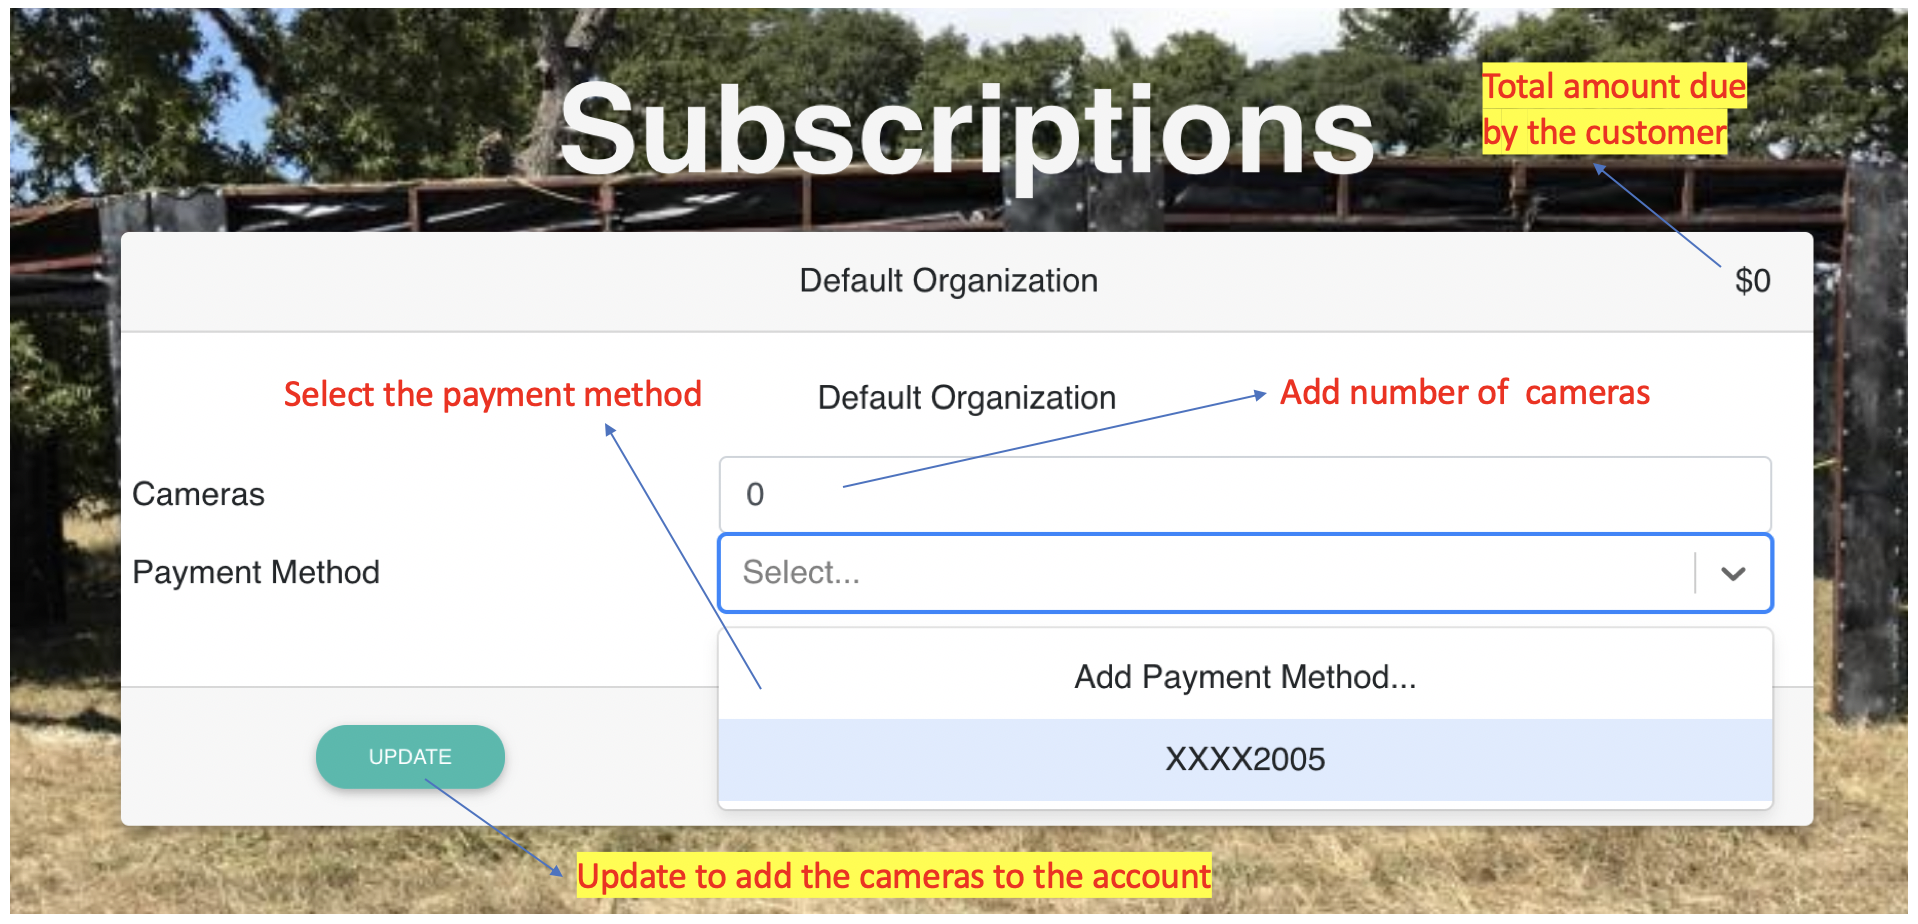 Subscriptions
Total amount due
by the customer
Default Organization
$0
Select the payment method
Default Organization
Add number of  cameras
Cameras
0
Payment Method
Select...
Add Payment Method...
UPDATE
XXXX2005
Update to add the cameras to the account